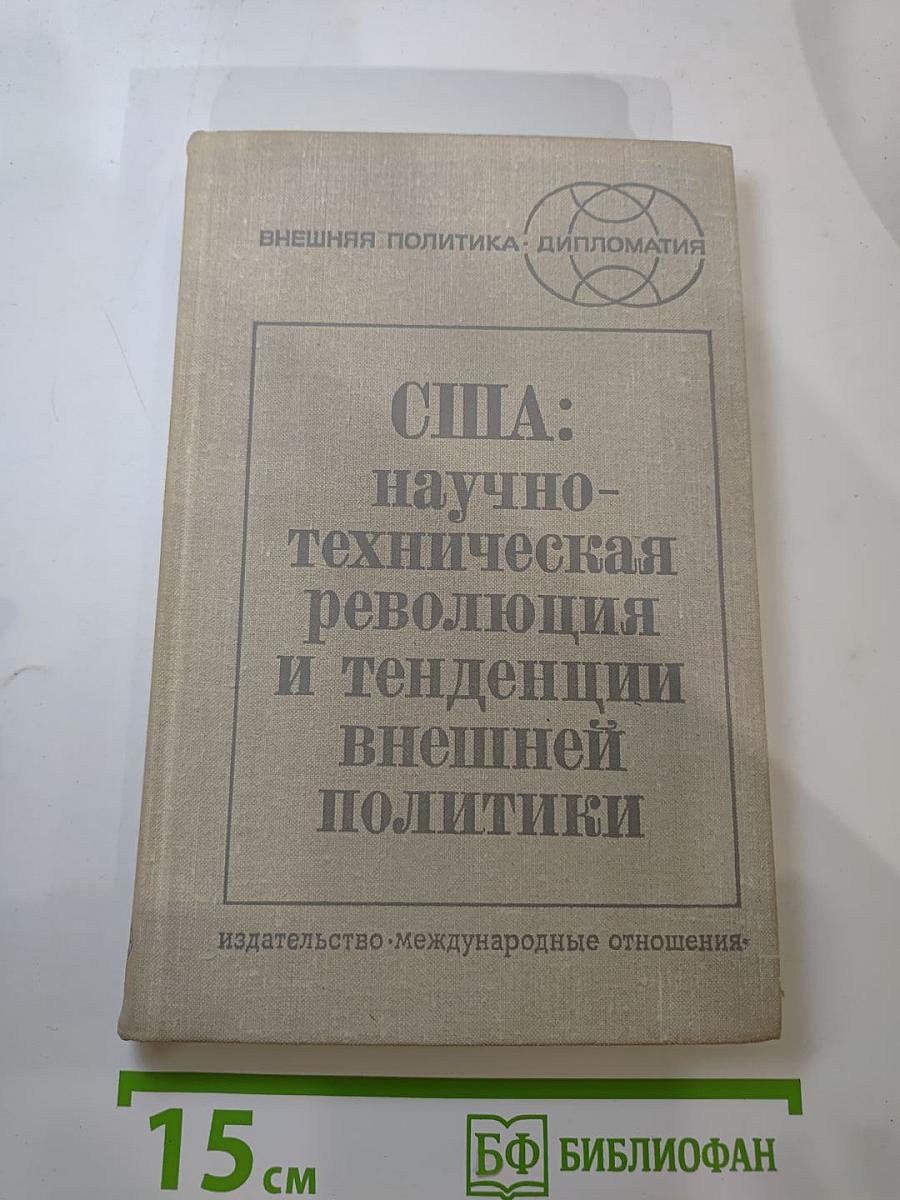 ВНЕШНЯЯ ПОЛИТИКА · ДИПЛОМАТИЯ
США:
научно-
техническая
революция
и тенденции
внешней
политики
издательство·международные отношения·
15 см
БФ БИБЛИОФАН